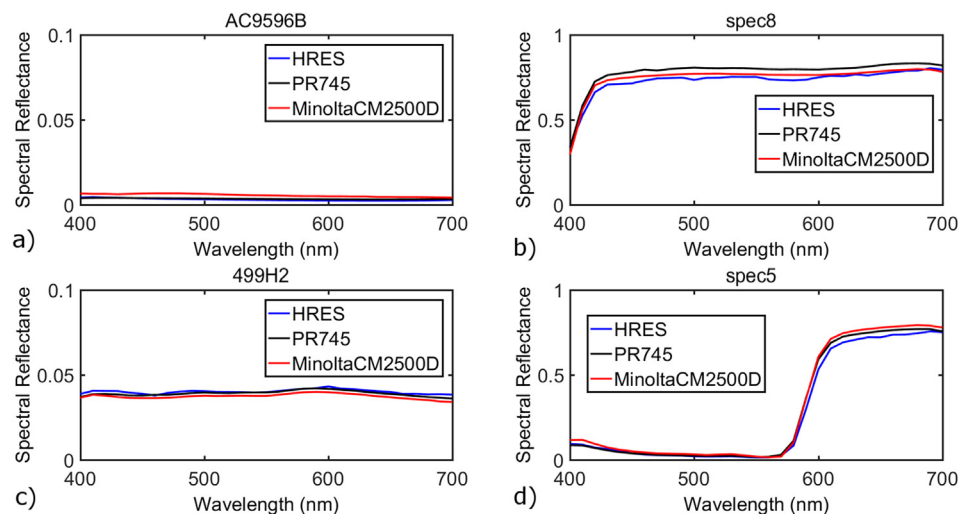 AC9596B
0.1
0.05
0
Spectral Reflectance
HRES
PR745
MinoltaCM2500D
400 500 600 700
Wavelength (nm)
a)
spec8
1
0.5
0
Spectral Reflectance
HRES
PR745
MinoltaCM2500D
400 500 600 700
Wavelength (nm)
b)
499H2
0.1
0.05
0
Spectral Reflectance
HRES
PR745
MinoltaCM2500D
400 500 600 700
Wavelength (nm)
c)
spec5
1
0.5
0
Spectral Reflectance
HRES
PR745
MinoltaCM2500D
400 500 600 700
Wavelength (nm)
d)